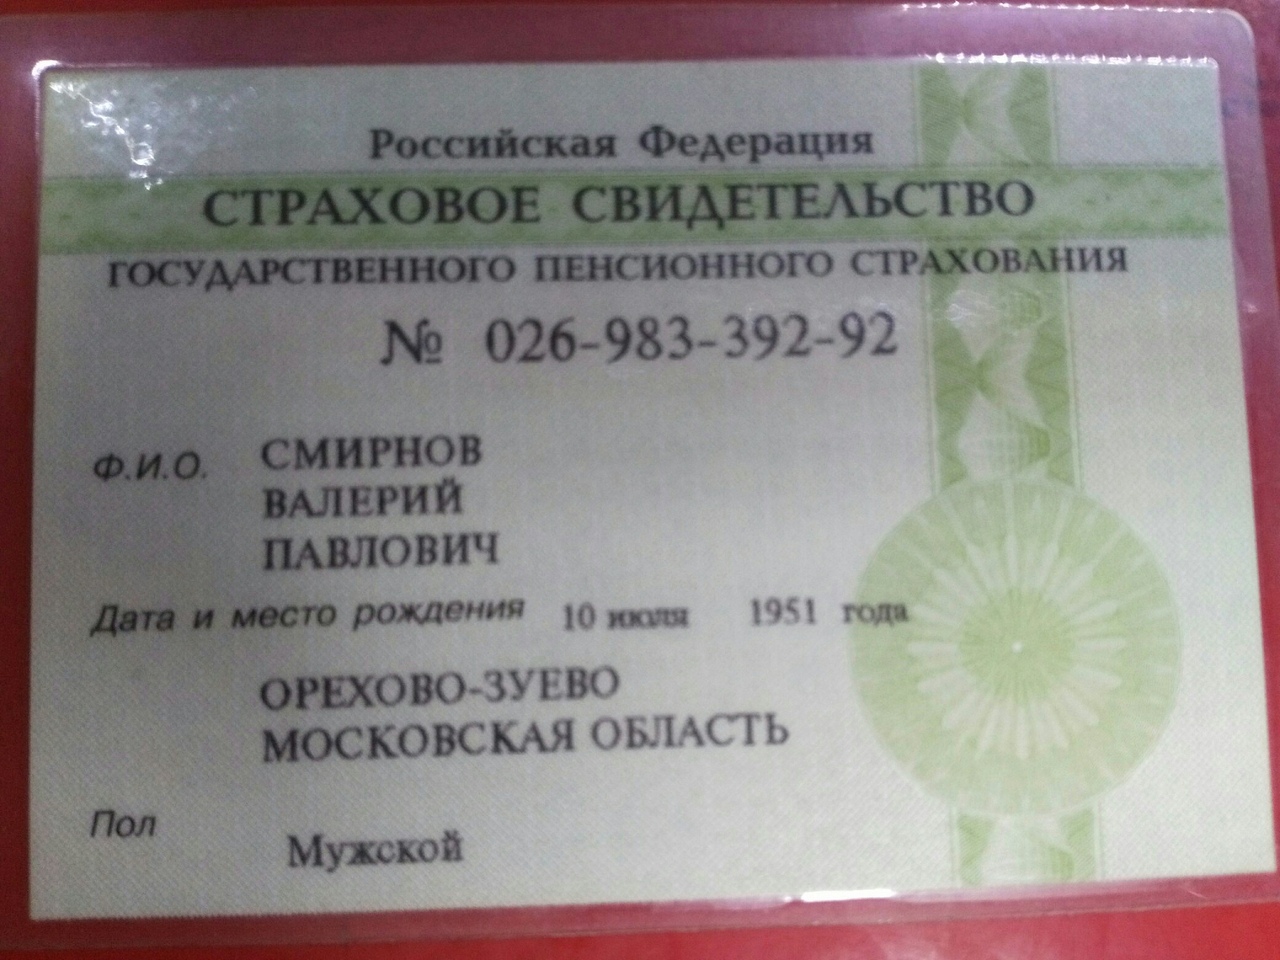 Российская Федерация
СТРАХОВОЕ СВИДЕТЕЛЬСТВО
ГОСУДАРСТВЕННОГО ПЕНСИОННОГО СТРАХОВАНИЯ
№ 026-983-392-92
Ф.И.О. СМИРНОВ
ВАЛЕРИЙ
ПАВЛОВИЧ
Дата и место рождения 10 июля 1951 года
ОРЕХОВО-ЗУЕВО
МОСКОВСКАЯ ОБЛАСТЬ
Пол
Мужской